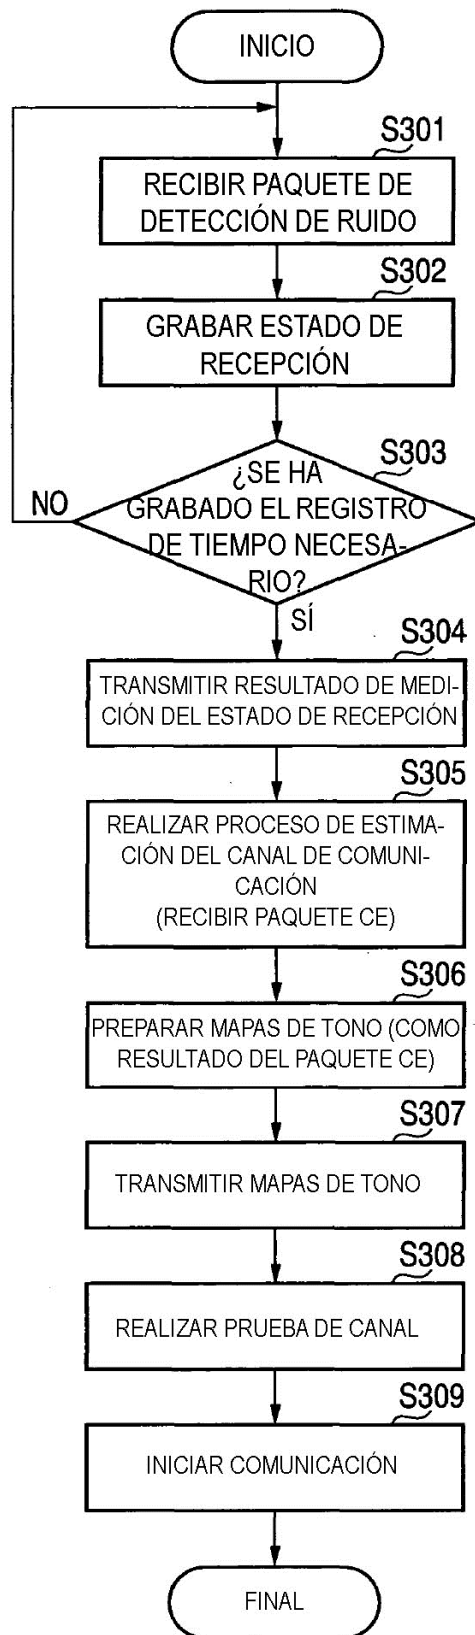 INICIO
S301
RECIBIR PAQUETE DE
DETECCIÓN DE RUIDO
S302
GRABAR ESTADO DE
RECEPCIÓN
S303
¿SE HA
GRABADO EL REGISTRO
DE TIEMPO NECESA-
RIO?
NO
SÍ
S304
TRANSMITIR RESULTADO DE MEDI-
CIÓN DEL ESTADO DE RECEPCIÓN
S305
REALIZAR PROCESO DE ESTIMA-
CIÓN DEL CANAL DE COMUNI-
CACIÓN
(RECIBIR PAQUETE CE)
S306
PREPARAR MAPAS DE TONO (COMO
RESULTADO DEL PAQUETE CE)
S307
TRANSMITIR MAPAS DE TONO
S308
REALIZAR PRUEBA DE CANAL
S309
INICIAR COMUNICACIÓN
FINAL